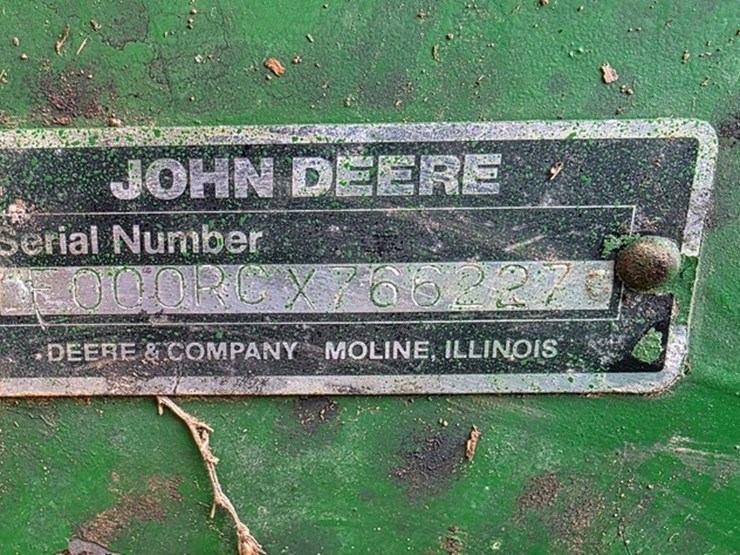 JOHN DEERE
Serial Number
E000RCX766227
DEERE & COMPANY MOLINE, ILLINOIS